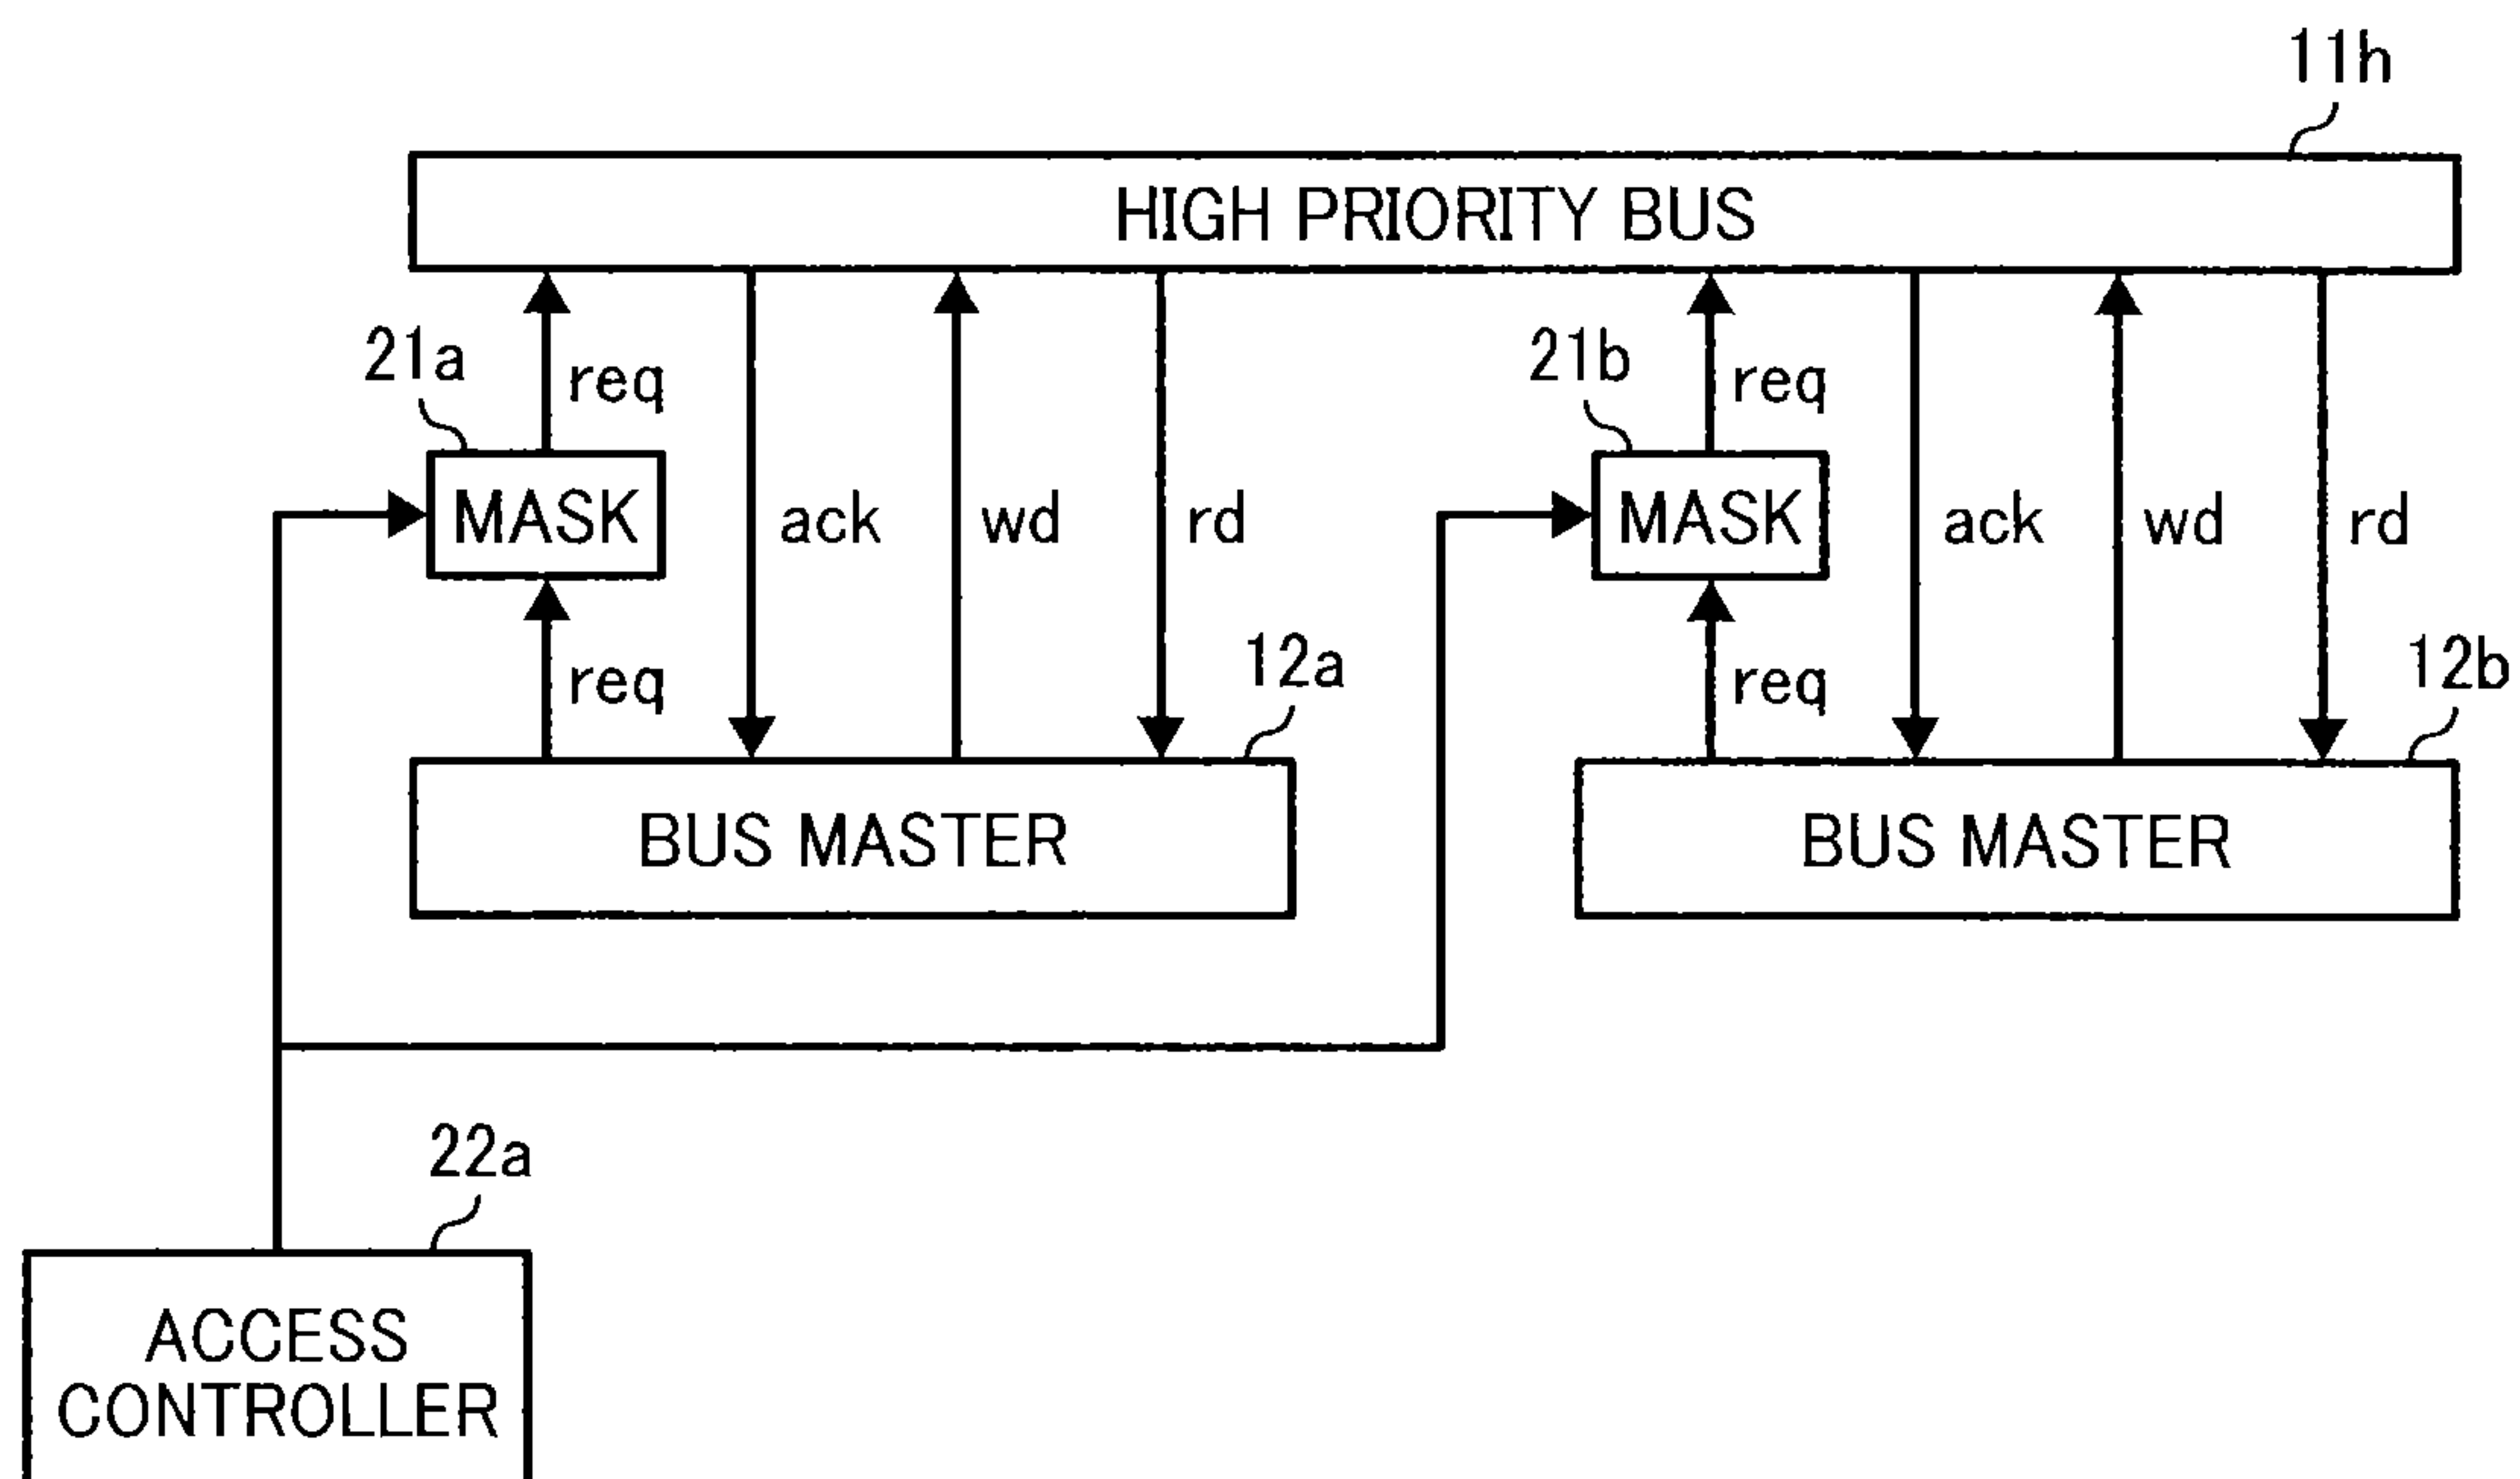 11h
HIGH PRIORITY BUS
21a
req
21b
req
MASK
ack
wd
rd
MASK
ack
wd
rd
req
12a
req
12b
BUS MASTER
BUS MASTER
22a
ACCESS
CONTROLLER